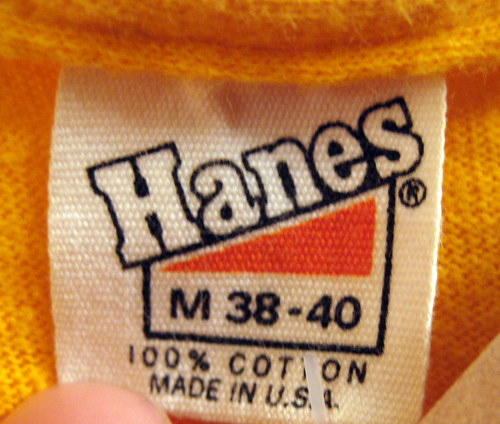 Hanes®
M 38-40
100% COTTON
MADE IN U.S.A.